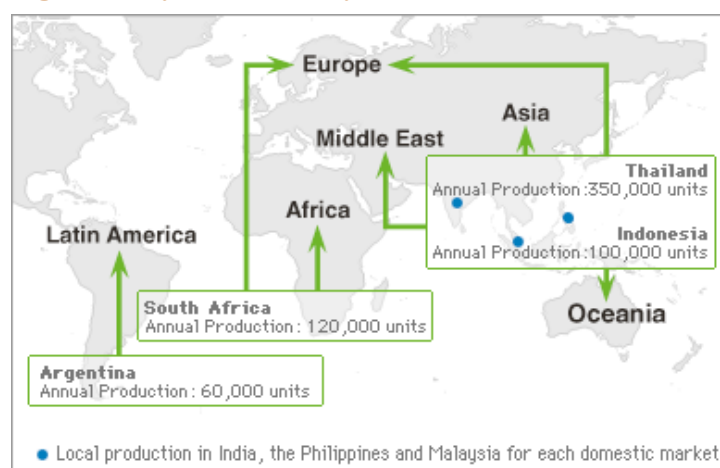 Europe
Asia
Middle East
Thailand
Annual Production :350,000 units
Africa
Latin America
Indonesia
Annual Production :100,000 units
South Africa
Annual Production : 120,000 units
Oceania
Argentina
Annual Production : 60,000 units
Local production in India, the Philippines and Malaysia for each domestic market